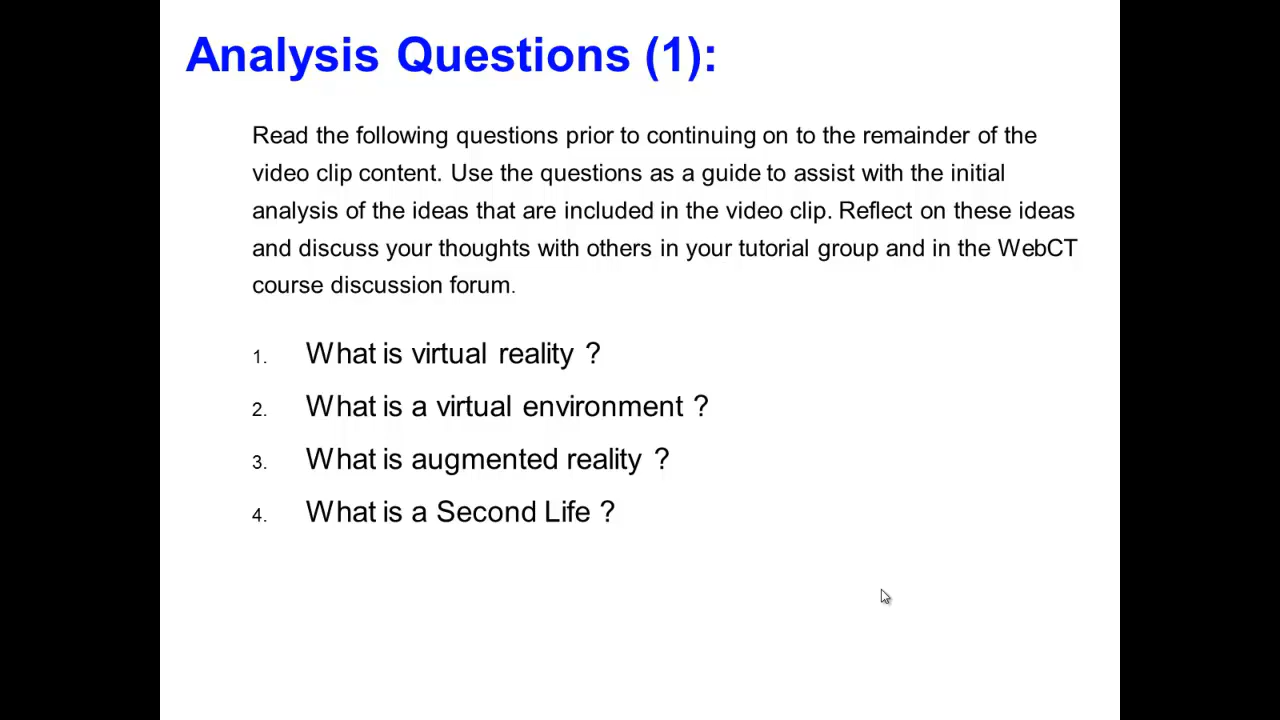 Analysis Questions (1):
Read the following questions prior to continuing on to the remainder of the
video clip content. Use the questions as a guide to assist with the initial
analysis of the ideas that are included in the video clip. Reflect on these ideas
and discuss your thoughts with others in your tutorial group and in the WebCT
course discussion forum.
1. What is virtual reality ?
2. What is a virtual environment ?
3. What is augmented reality ?
4. What is a Second Life ?